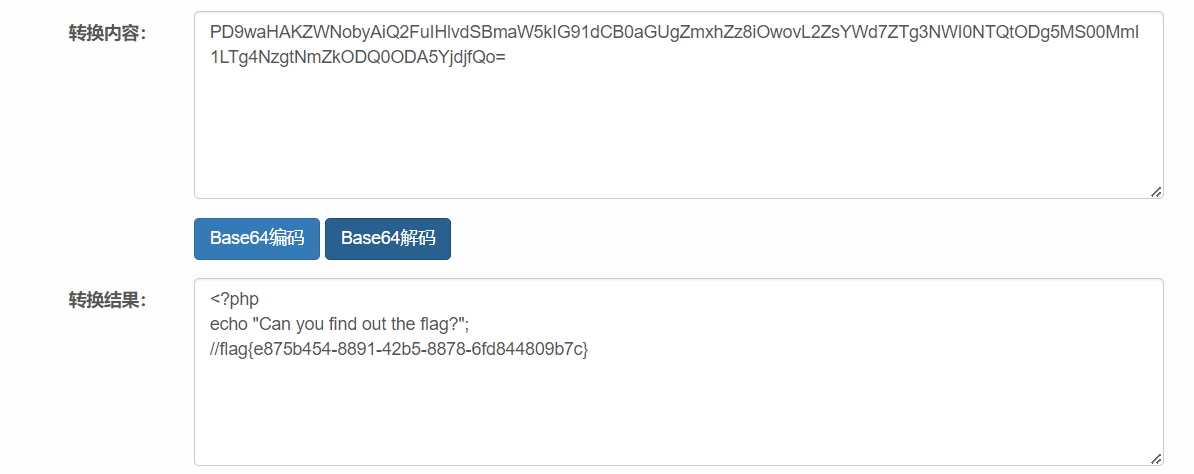 转换内容:
PD9waHAKZWNobyAiQ2FuIHlvdSBmaW5kIG91dCB0aGUgZmxhZz8iOwovL2ZsYWd7ZTg3NWI0NTQtODg5MS00MmI
1LTg4NzgtNmZkODQ0ODA5YjdjfQo=
Base64编码 Base64解码
转换结果:
<?php
echo "Can you find out the flag?";
//flag{e875b454-8891-42b5-8878-6fd844809b7c}